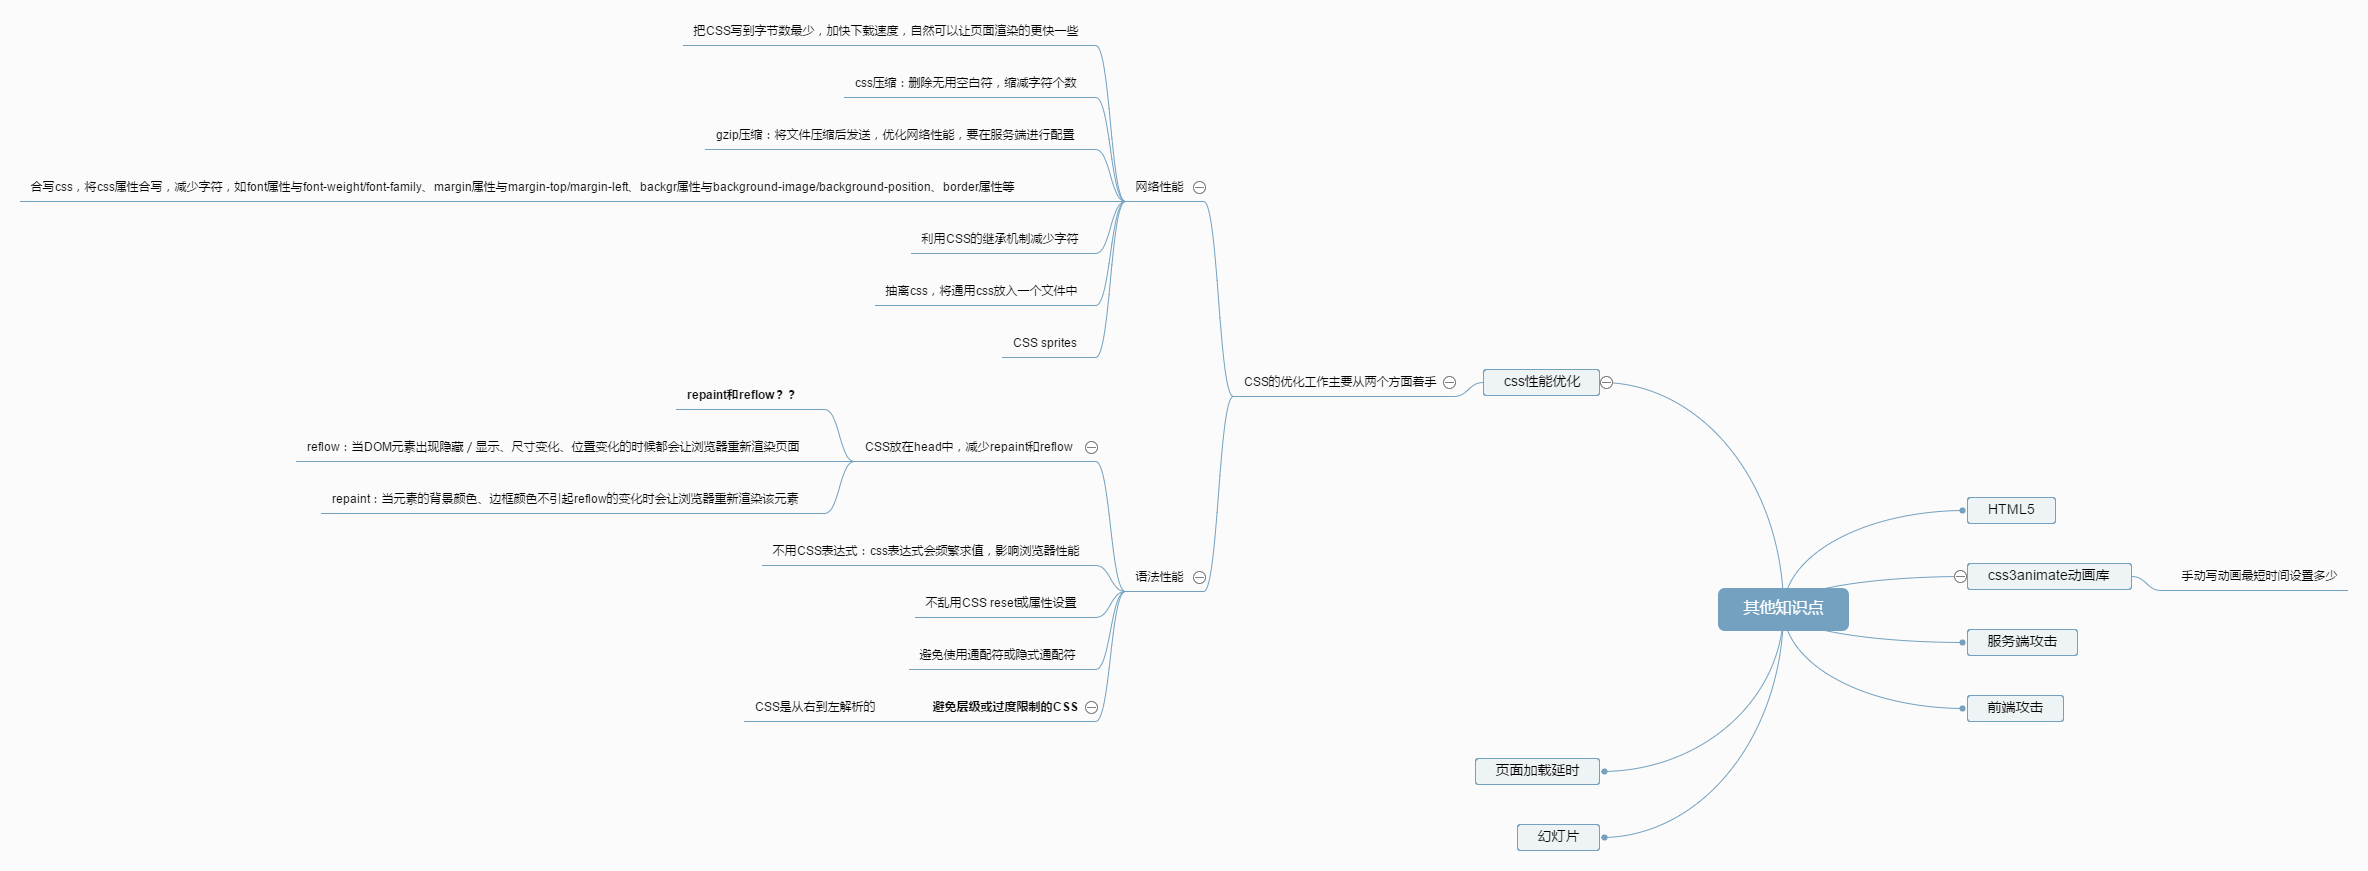 把CSS写到字节数最少，加快下载速度，自然可以让页面渲染的更快一些
css压缩：删除无用空白符，缩减字符个数
gzip压缩：将文件压缩后发送，优化网络性能，要在服务端进行配置
合写css，将css属性合写，减少字符，如font属性与font-weight/font-family、margin属性与margin-top/margin-left、backgr属性与background-image/background-position、border属性等
网络性能
利用CSS的继承机制减少字符
抽离css，将通用css放入一个文件中
CSS sprites
CSS的优化工作主要从两个方面着手
css性能优化
repaint和reflow？？
reflow：当DOM元素出现隐藏 / 显示、尺寸变化、位置变化的时候都会让浏览器重新渲染页面
CSS放在head中，减少repaint和reflow
repaint：当元素的背景颜色、边框颜色不引起reflow的变化时会让浏览器重新渲染该元素
不用CSS表达式：css表达式会频繁求值，影响浏览器性能
语法性能
不乱用CSS reset或属性设置
避免使用通配符或隐式通配符
CSS是从右到左解析的
避免层级或过度限制的CSS
HTML5
css3animate动画库
手动写动画最短时间设置多少
其他知识点
服务端攻击
前端攻击
页面加载延时
幻灯片